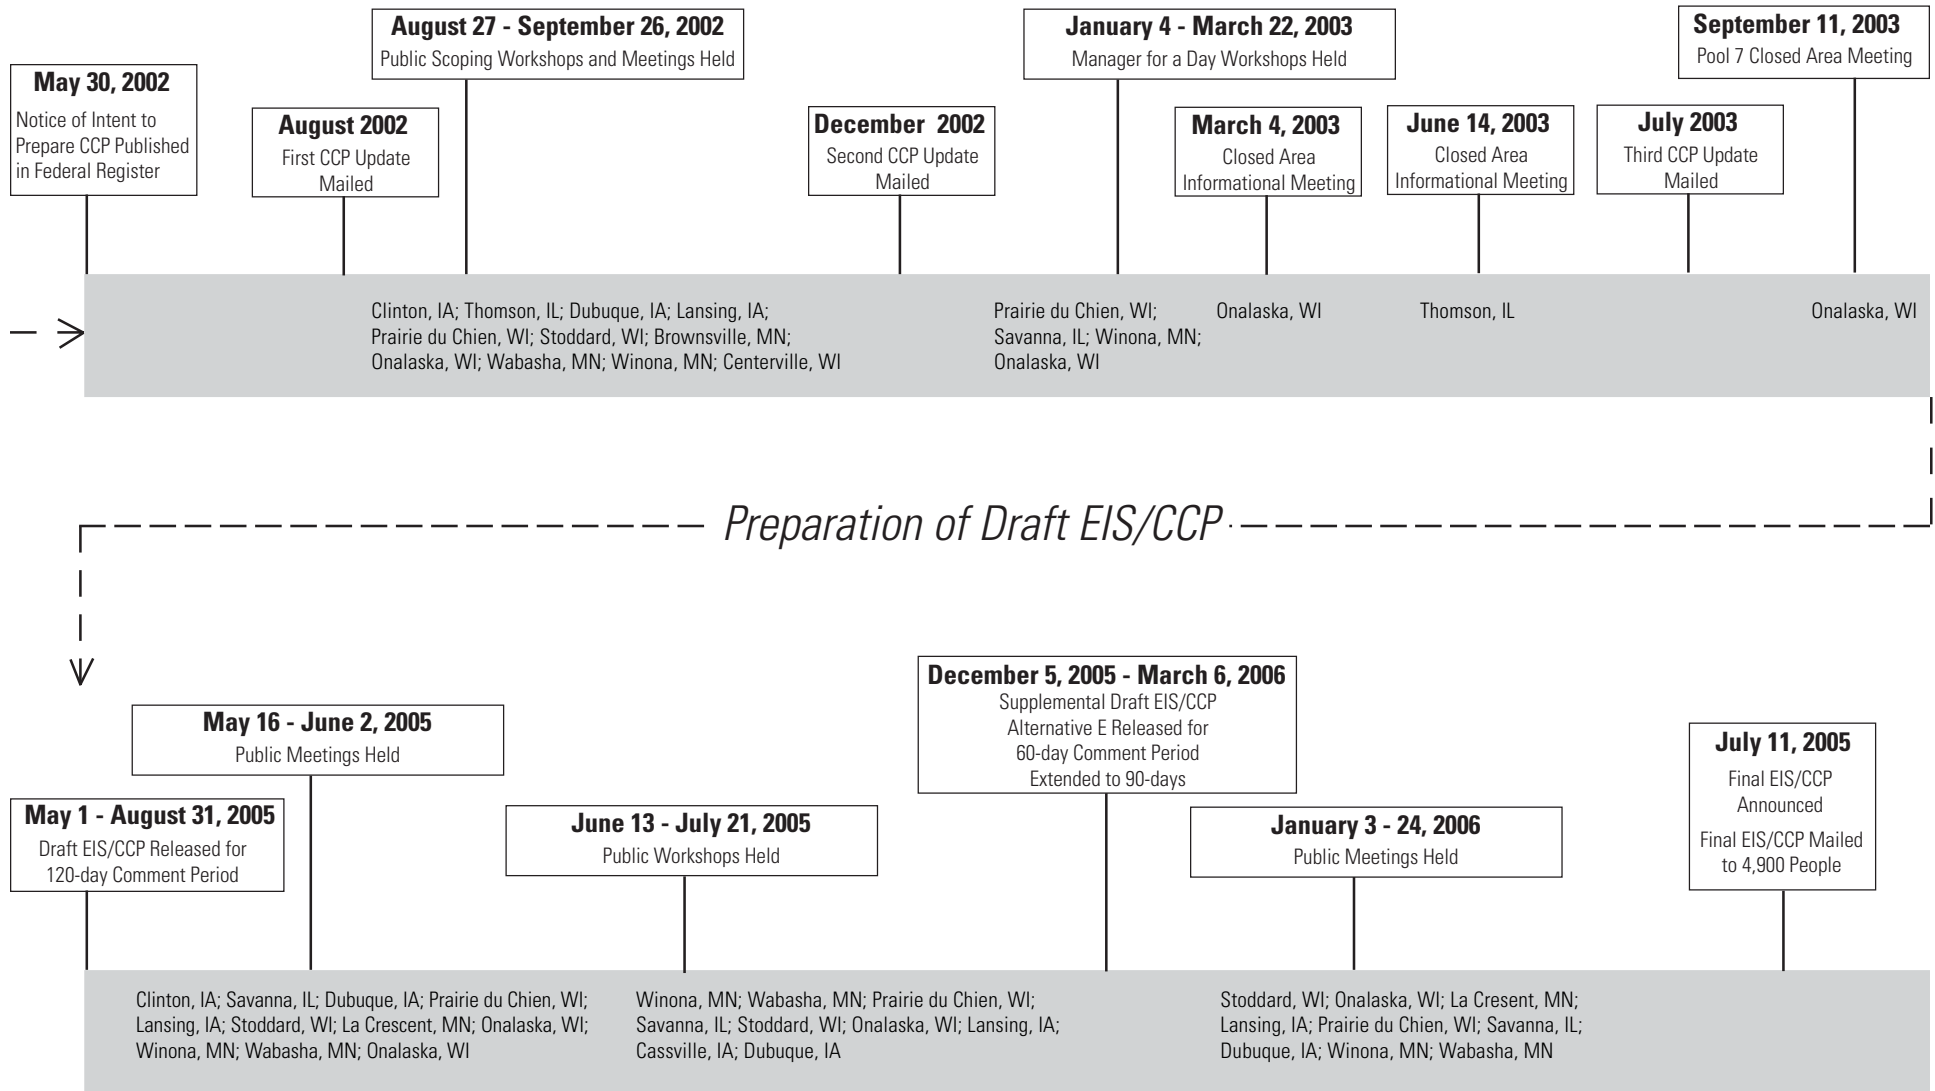 May 30, 2002
Notice of Intent to
Prepare CCP Published
in Federal Register
August 2002
First CCP Update
Mailed
August 27 - September 26, 2002
Public Scoping Workshops and Meetings Held
December 2002
Second CCP Update
Mailed
January 4 - March 22, 2003
Manager for a Day Workshops Held
March 4, 2003
Closed Area
Informational Meeting
June 14, 2003
Closed Area
Informational Meeting
July 2003
Third CCP Update
Mailed
September 11, 2003
Pool 7 Closed Area Meeting
Clinton, IA; Thomson, IL; Dubuque, IA; Lansing, IA;
Prairie du Chien, WI; Stoddard, WI; Brownsville, MN;
Onalaska, WI; Wabasha, MN; Winona, MN; Centerville, WI
Prairie du Chien, WI;
Savanna, IL; Winona, MN;
Onalaska, WI
Onalaska, WI
Thomson, IL
Onalaska, WI
Preparation of Draft EIS/CCP
May 1 - August 31, 2005
Draft EIS/CCP Released for
120-day Comment Period
May 16 - June 2, 2005
Public Meetings Held
June 13 - July 21, 2005
Public Workshops Held
December 5, 2005 - March 6, 2006
Supplemental Draft EIS/CCP
Alternative E Released for
60-day Comment Period
Extended to 90-days
January 3 - 24, 2006
Public Meetings Held
July 11, 2005
Final EIS/CCP
Announced
Final EIS/CCP Mailed
to 4,900 People
Clinton, IA; Savanna, IL; Dubuque, IA; Prairie du Chien, WI;
Lansing, IA; Stoddard, WI; La Crescent, MN; Onalaska, WI;
Winona, MN; Wabasha, MN; Onalaska, WI
Winona, MN; Wabasha, MN; Prairie du Chien, WI;
Savanna, IL; Stoddard, WI; Onalaska, WI; Lansing, IA;
Cassville, IA; Dubuque, IA
Stoddard, WI; Onalaska, WI; La Cresent, MN;
Lansing, IA; Prairie du Chien, WI; Savanna, IL;
Dubuque, IA; Winona, MN; Wabasha, MN